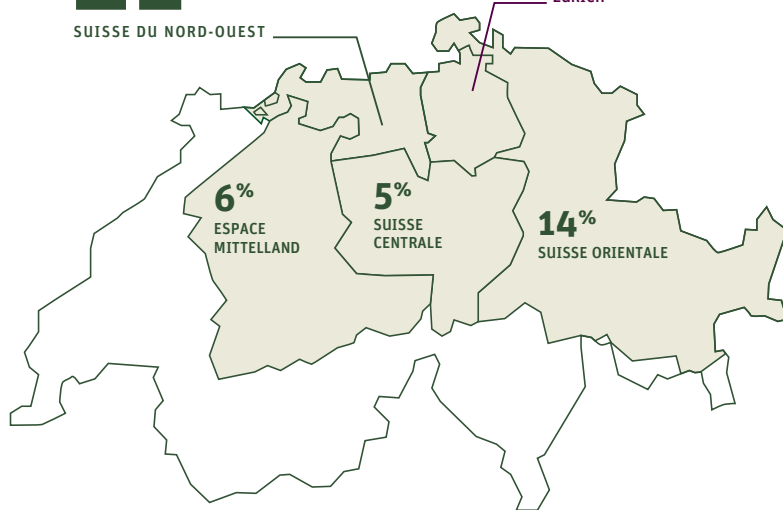 SUISSE DU NORD-OUEST
6%
ESPACE
MITTELLAND
5%
SUISSE
CENTRALE
14%
SUISSE ORIENTALE